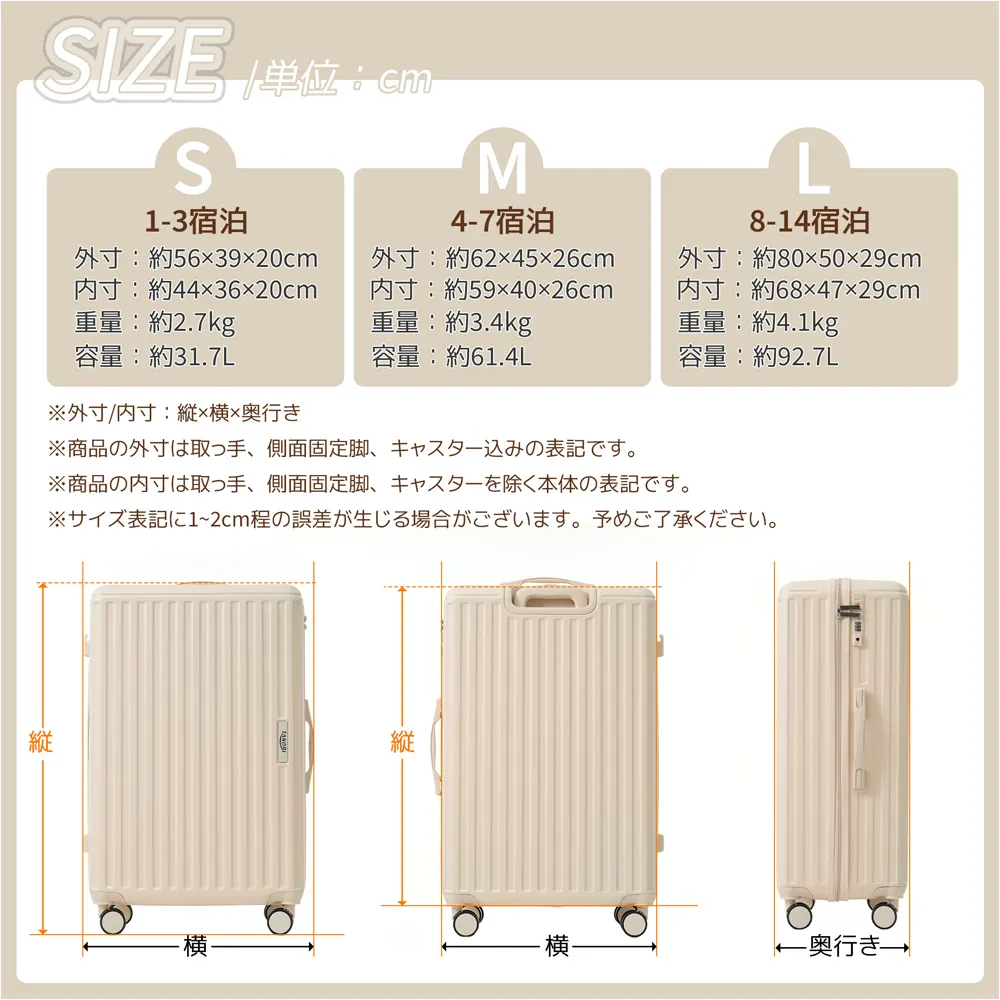 SIZE /単位：cm
S
1-3宿泊
外寸：約56×39×20cm
内寸：約44×36×20cm
重量：約2.7kg
容量：約31.7L
M
4-7宿泊
外寸：約62×45×26cm
内寸：約59×40×26cm
重量：約3.4kg
容量：約61.4L
L
8-14宿泊
外寸：約80×50×29cm
内寸：約68×47×29cm
重量：約4.1kg
容量：約92.7L
※外寸/内寸：縦×横×奥行き
※商品の外寸は取っ手、側面固定脚、キャスター込みの表記です。
※商品の内寸は取っ手、側面固定脚、キャスターを除く本体の表記です。
※サイズ表記に1~2cm程の誤差が生じる場合がございます。予めご了承ください。
縦
横
縦
横
奥行き